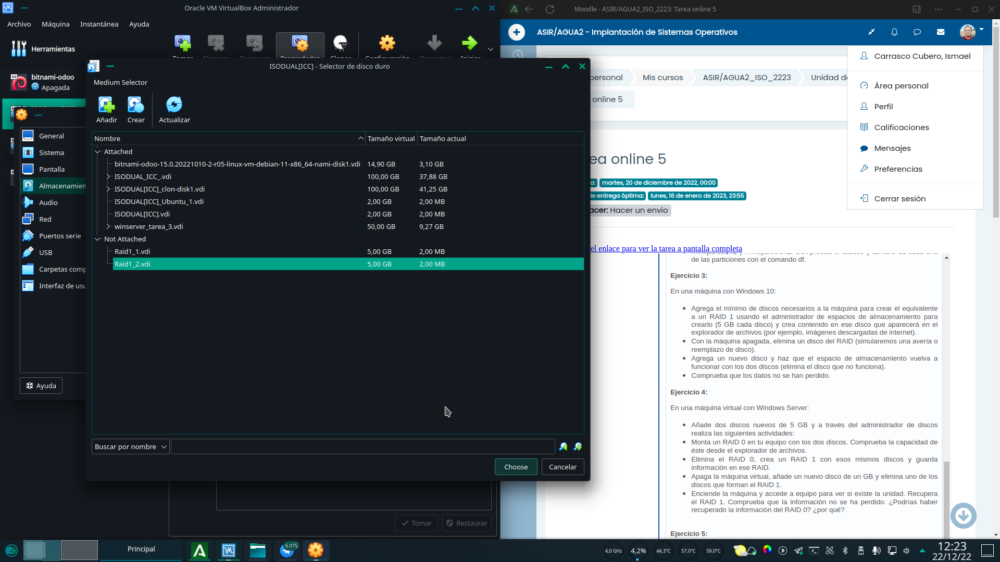 Oracle VM VirtualBox Administrador
Archivo Máquina Instantánea Ayuda
Herramientas
Configuración
Iniciar
bitnami-odoo
Apagada
General
Sistema
Pantalla
Almacenamien
Audio
Red
Puertos serie
USB
Carpetas comp
Interfaz de usu
Ayuda
ISODUAL[ICC] - Selector de disco duro
Medium Selector
Añadir Crear Actualizar
Nombre Tamaño virtual Tamaño actual
Attached
bitnami-odoo-15.0.20221010-2-r05-linux-vm-debian-11-x86_64-nami-disk1.vdi 14,90 GB 3,10 GB
ISODUAL_ICC_.vdi 100,00 GB 37,88 GB
ISODUAL[ICC]_clon-disk1.vdi 100,00 GB 41,25 GB
ISODUAL[ICC]_Ubuntu_1.vdi 2,00 GB 2,00 MB
ISODUAL[ICC].vdi 2,00 GB 2,00 MB
winserver_tarea_3.vdi 50,00 GB 9,27 GB
Not Attached
Raid1_1.vdi 5,00 GB 2,00 MB
Raid1_2.vdi 5,00 GB 2,00 MB
Buscar por nombre
Choose Cancelar
Tomar Restaurar
Moodle - ASIR/AGUA2_ISO_2223: Tarea online 5
ASIR/AGUA2 - Implantación de Sistemas Operativos
personal Mis cursos ASIR/AGUA2_ISO_2223 Unidad de
online 5
Carrasco Cubero, Ismael
Área personal
Perfil
Calificaciones
Mensajes
Preferencias
Cerrar sesión
ea online 5
a: martes, 20 de diciembre de 2022, 00:00
de entrega óptima: lunes, 16 de enero de 2023, 23:55
acer: Hacer un envío
el enlace para ver la tarea a pantalla completa
de las particiones con el comando df.
Ejercicio 3:
En una máquina con Windows 10:
Agrega el mínimo de discos necesarios a la máquina para crear el equivalente
a un RAID 1 usando el administrador de espacios de almacenamiento para
crearlo (5 GB cada disco) y crea contenido en ese disco que aparecerá en el
explorador de archivos (por ejemplo, imágenes descargadas de internet).
Con la máquina apagada, elimina un disco del RAID (simularemos una avería o
reemplazo de disco).
Agrega un nuevo disco y haz que el espacio de almacenamiento vuelva a
funcionar con los dos discos (elimina el disco que no funciona).
Comprueba que los datos no se han perdido.
Ejercicio 4:
En una máquina virtual con Windows Server:
Añade dos discos nuevos de 5 GB y a través del administrador de discos
realiza las siguientes actividades:
Monta un RAID 0 en tu equipo con los dos discos. Comprueba la capacidad de
éste desde el explorador de archivos.
Elimina el RAID 0, crea un RAID 1 con esos mismos discos y guarda
información en ese RAID.
Apaga la máquina virtual, añade un nuevo disco de un GB y elimina uno de los
discos que forman el RAID 1.
Enciende la máquina y accede a equipo para ver si existe la unidad. Recupera
el RAID 1. Comprueba que la información no se ha perdido. ¿Podrías haber
recuperado la información del RAID 0? ¿por qué?
Ejercicio 5:
Principal
6.075
4,0 GHz 4,2% 44,3°C 57,0°C 59,0°C
12:23
22/12/22